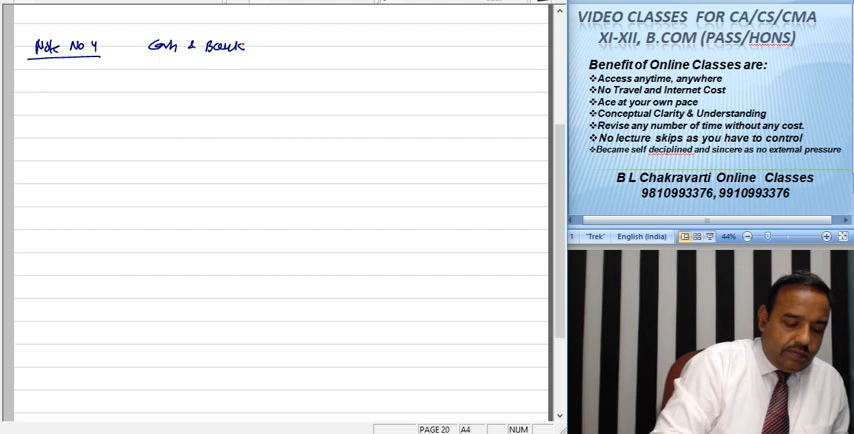 Note No 4 Cash & Bank
VIDEO CLASSES FOR CA/CS/CMA
XI-XII, B.COM (PASS/HONS)
Benefit of Online Classes are:
❖Access anytime, anywhere
❖No Travel and Internet Cost
❖Ace at your own pace
❖Conceptual Clarity & Understanding
❖Revise any number of time without any cost.
❖No lecture skips as you have to control
❖Became self deciplined and sincere as no external pressure
B L Chakravarti Online Classes
9810993376, 9910993376
1 "Trek" English (India) 44%
PAGE 20 A4 NUM